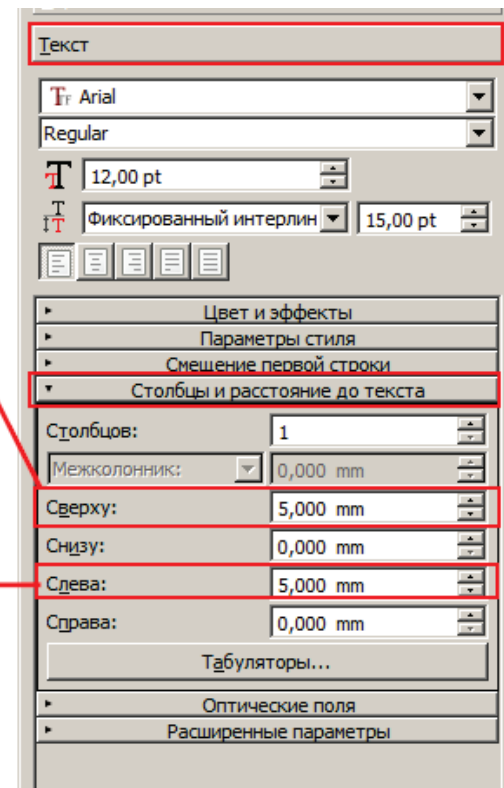 Текст
Arial
Regular
12,00 pt
Фиксированный интерлин 15,00 pt
Цвет и эффекты
Параметры стиля
Смещение первой строки
Столбцы и расстояние до текста
Столбцов: 1
Межколонник: 0,000 mm
Сверху: 5,000 mm
Снизу: 0,000 mm
Слева: 5,000 mm
Справа: 0,000 mm
Табуляторы...
Оптические поля
Расширенные параметры